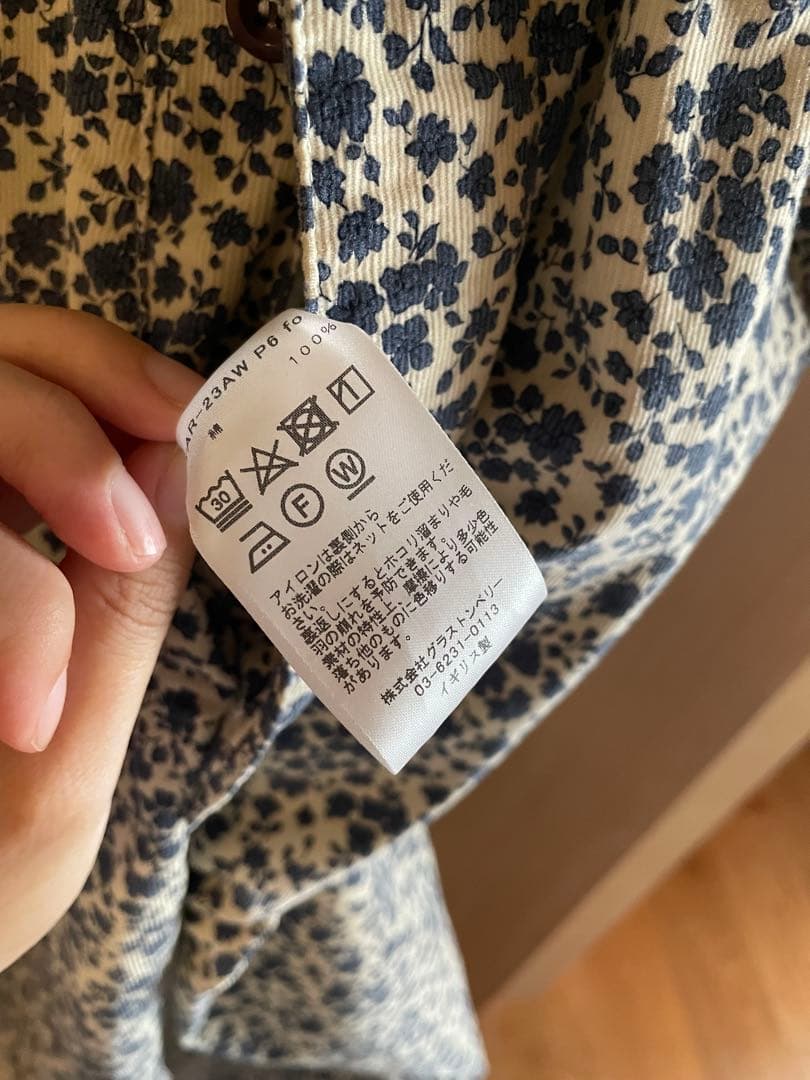 AR-23AW P6 fo
綿 100%
30
F W
アイロンは裏側から
お洗濯の際はネットをご使用くだ
さい。
裏返しにするとホコリ溜まりや毛
羽の崩れを予防できます。
素材の特性上、摩擦により多少色
落ち他のものに色移りする可能性
があります。
株式会社グラストンベリー
03-6231-0113
イギリス製